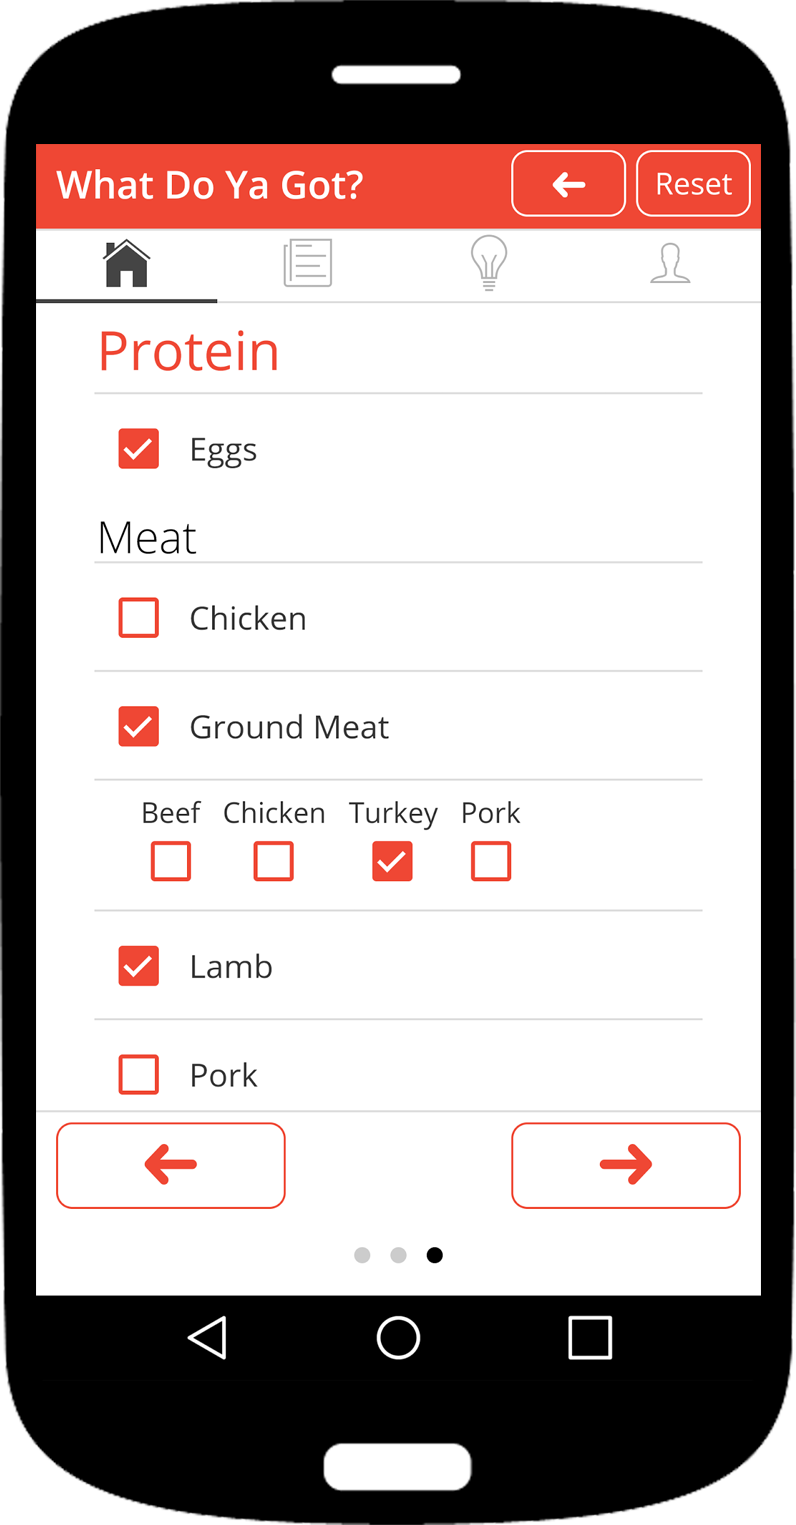 What Do Ya Got? Reset
Protein
Eggs
Meat
Chicken
Ground Meat
Beef Chicken Turkey Pork
Lamb
Pork